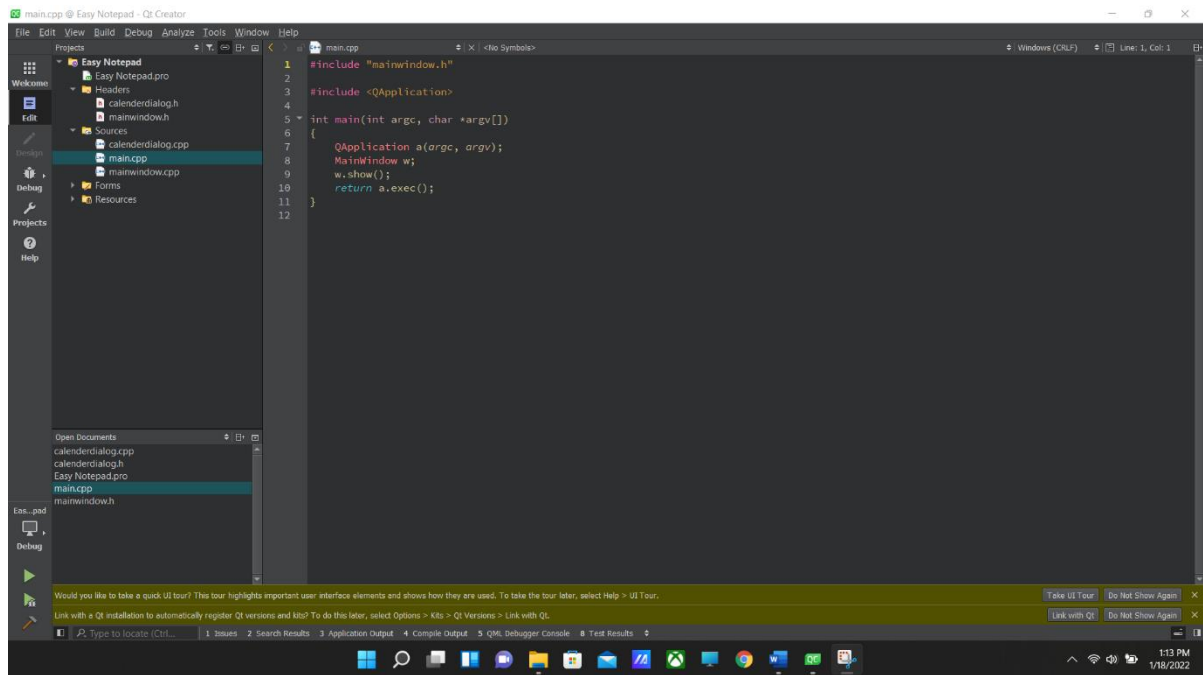 main.cpp @ Easy Notepad - Qt Creator
File Edit View Build Debug Analyze Tools Window Help
Projects
main.cpp
<No Symbols>
Windows (CRLF)
Line: 1, Col: 1
Welcome
Edit
Design
Debug
Projects
Help
Easy Notepad
Easy Notepad.pro
Headers
calenderdialog.h
mainwindow.h
Sources
calenderdialog.cpp
main.cpp
mainwindow.cpp
Forms
Resources
1 #include "mainwindow.h"
2
3 #include <QApplication>
4
5 int main(int argc, char *argv[])
6 {
7 QApplication a(argc, argv);
8 MainWindow w;
9 w.show();
10 return a.exec();
11 }
12
Open Documents
calenderdialog.cpp
calenderdialog.h
Easy Notepad.pro
main.cpp
mainwindow.h
Eas...pad
Debug
Would you like to take a quick UI tour? This tour highlights important user interface elements and shows how they are used. To take the tour later, select Help > UI Tour.
Take UI Tour
Do Not Show Again
Link with a Qt installation to automatically register Qt versions and kits? To do this later, select Options > Kits > Qt Versions > Link with Qt.
Link with Qt
Do Not Show Again
Type to locate (Ctrl...
1 Issues 2 Search Results 3 Application Output 4 Compile Output 5 QML Debugger Console 8 Test Results
1:13 PM
1/18/2022